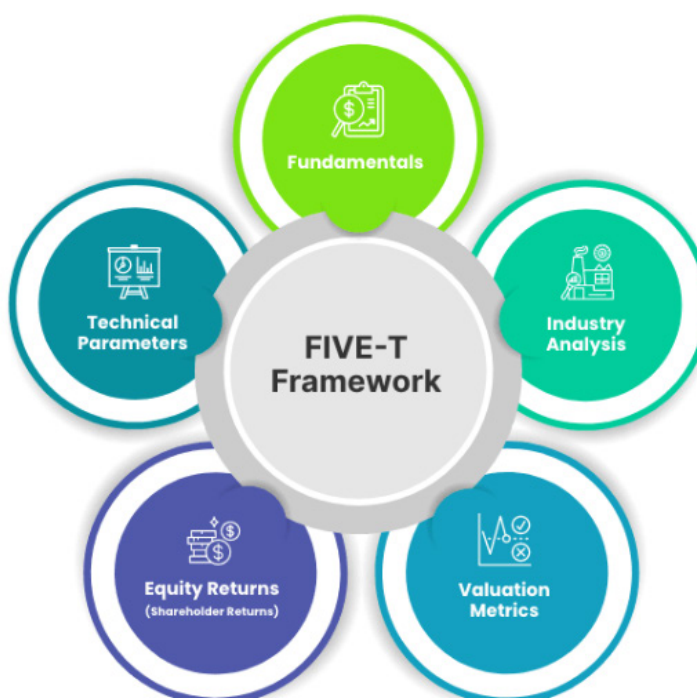 Fundamentals
Technical
Parameters
FIVE-T
Framework
Industry
Analysis
Equity Returns
(Shareholder Returns)
Valuation
Metrics